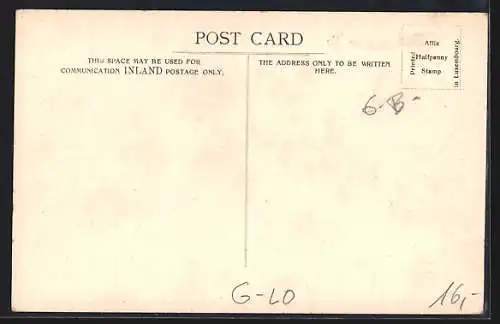 POST CARD
THIS SPACE MAY BE USED FOR
COMMUNICATION INLAND POSTAGE ONLY.
THE ADDRESS ONLY TO BE WRITTEN
HERE.
Printed
Affix
Halfpenny
Stamp
in Luxembourg.
6-B-
G-LO
16,-